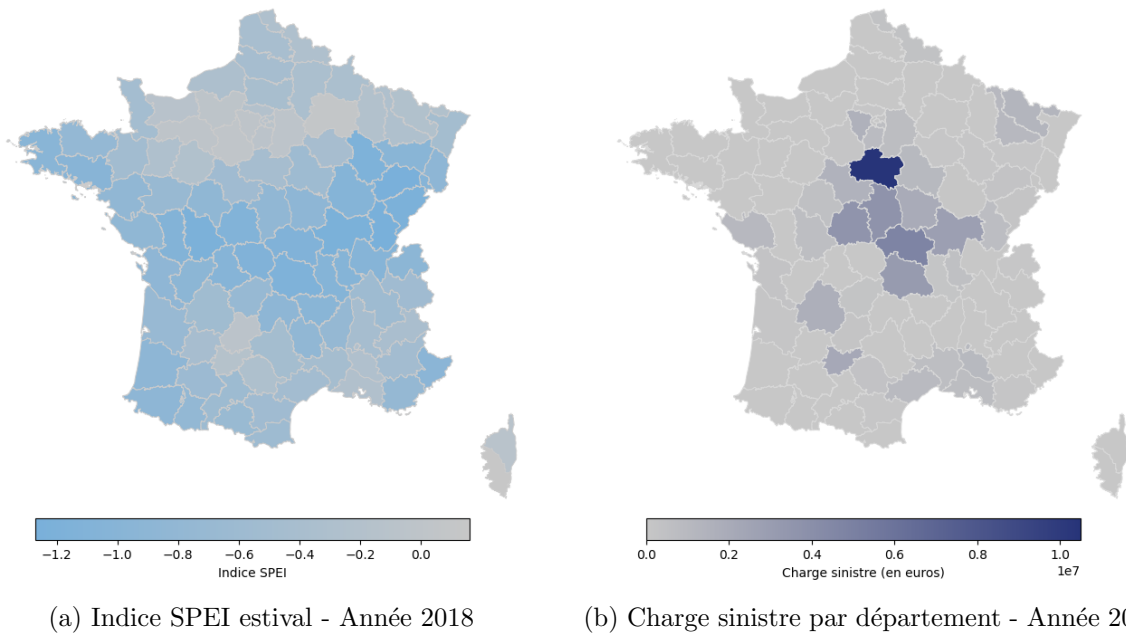 −1.2 −1.0 −0.8 −0.6 −0.4 −0.2 0.0
Indice SPEI
0.0 0.2 0.4 0.6 0.8 1.0
1e7
Charge sinistre (en euros)
(a) Indice SPEI estival - Année 2018
(b) Charge sinistre par département - Année